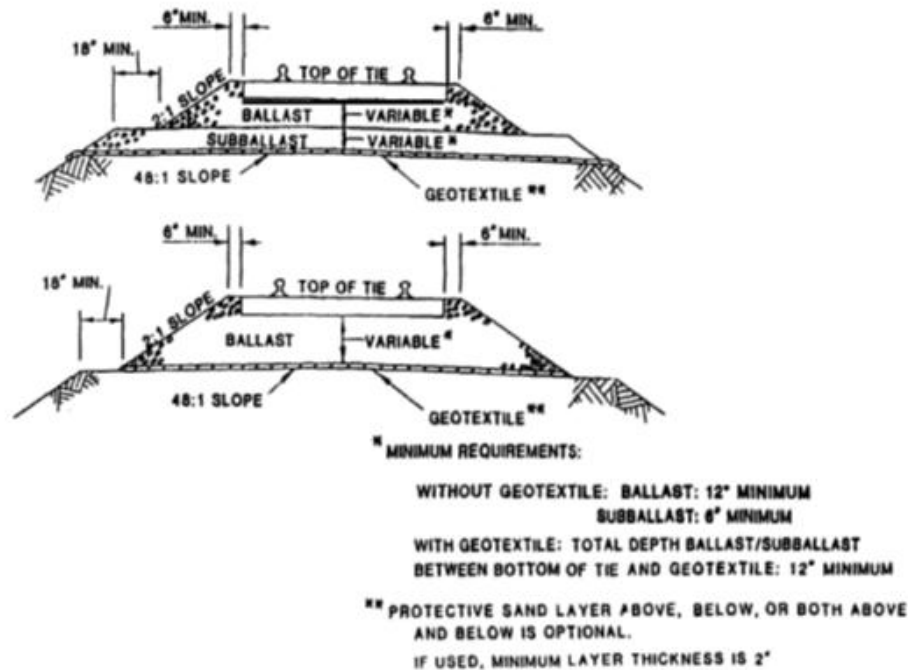 6" MIN.
6" MIN.
18" MIN.
2:1 SLOPE
TOP OF TIE
BALLAST
VARIABLE*
SUBBALLAST
VARIABLE*
48:1 SLOPE
GEOTEXTILE**
6" MIN.
6" MIN.
18" MIN.
2:1 SLOPE
TOP OF TIE
BALLAST
VARIABLE*
48:1 SLOPE
GEOTEXTILE**
* MINIMUM REQUIREMENTS:
WITHOUT GEOTEXTILE: BALLAST: 12" MINIMUM
SUBBALLAST: 6" MINIMUM
WITH GEOTEXTILE: TOTAL DEPTH BALLAST/SUBBALLAST
BETWEEN BOTTOM OF TIE AND GEOTEXTILE: 12" MINIMUM
** PROTECTIVE SAND LAYER ABOVE, BELOW, OR BOTH ABOVE
AND BELOW IS OPTIONAL.
IF USED, MINIMUM LAYER THICKNESS IS 2"